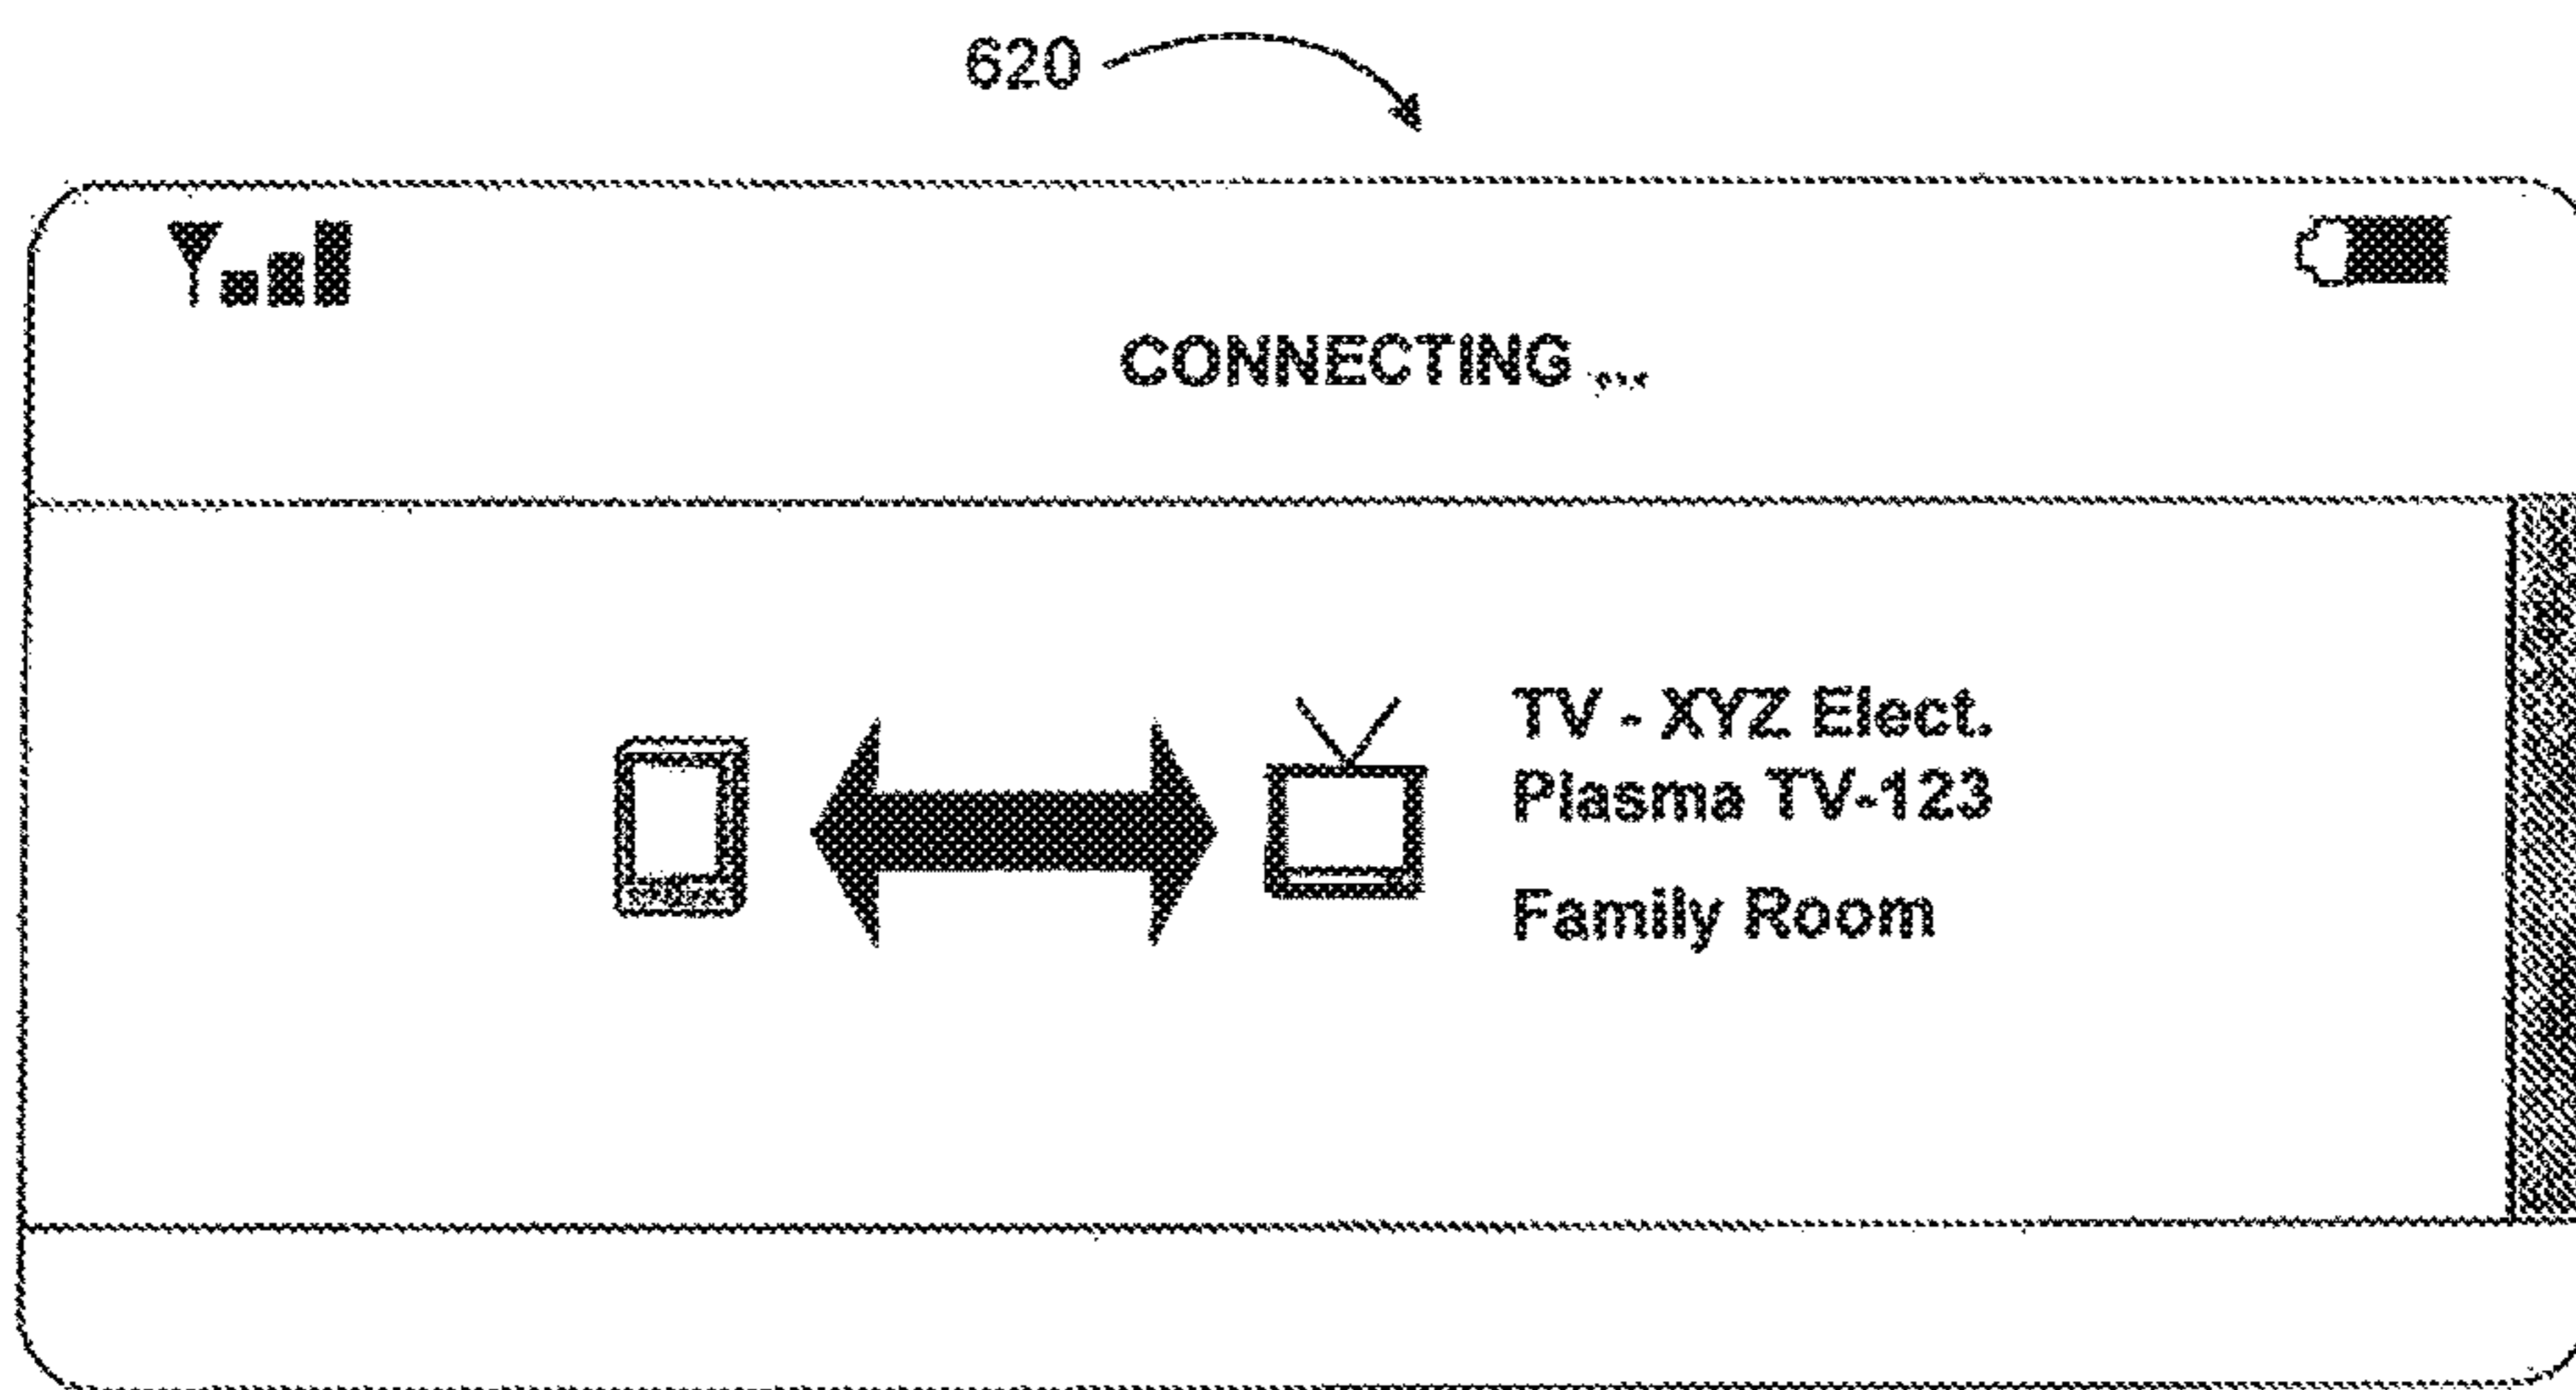 620
CONNECTING ...
TV - XYZ Elect.
Plasma TV-123
Family Room